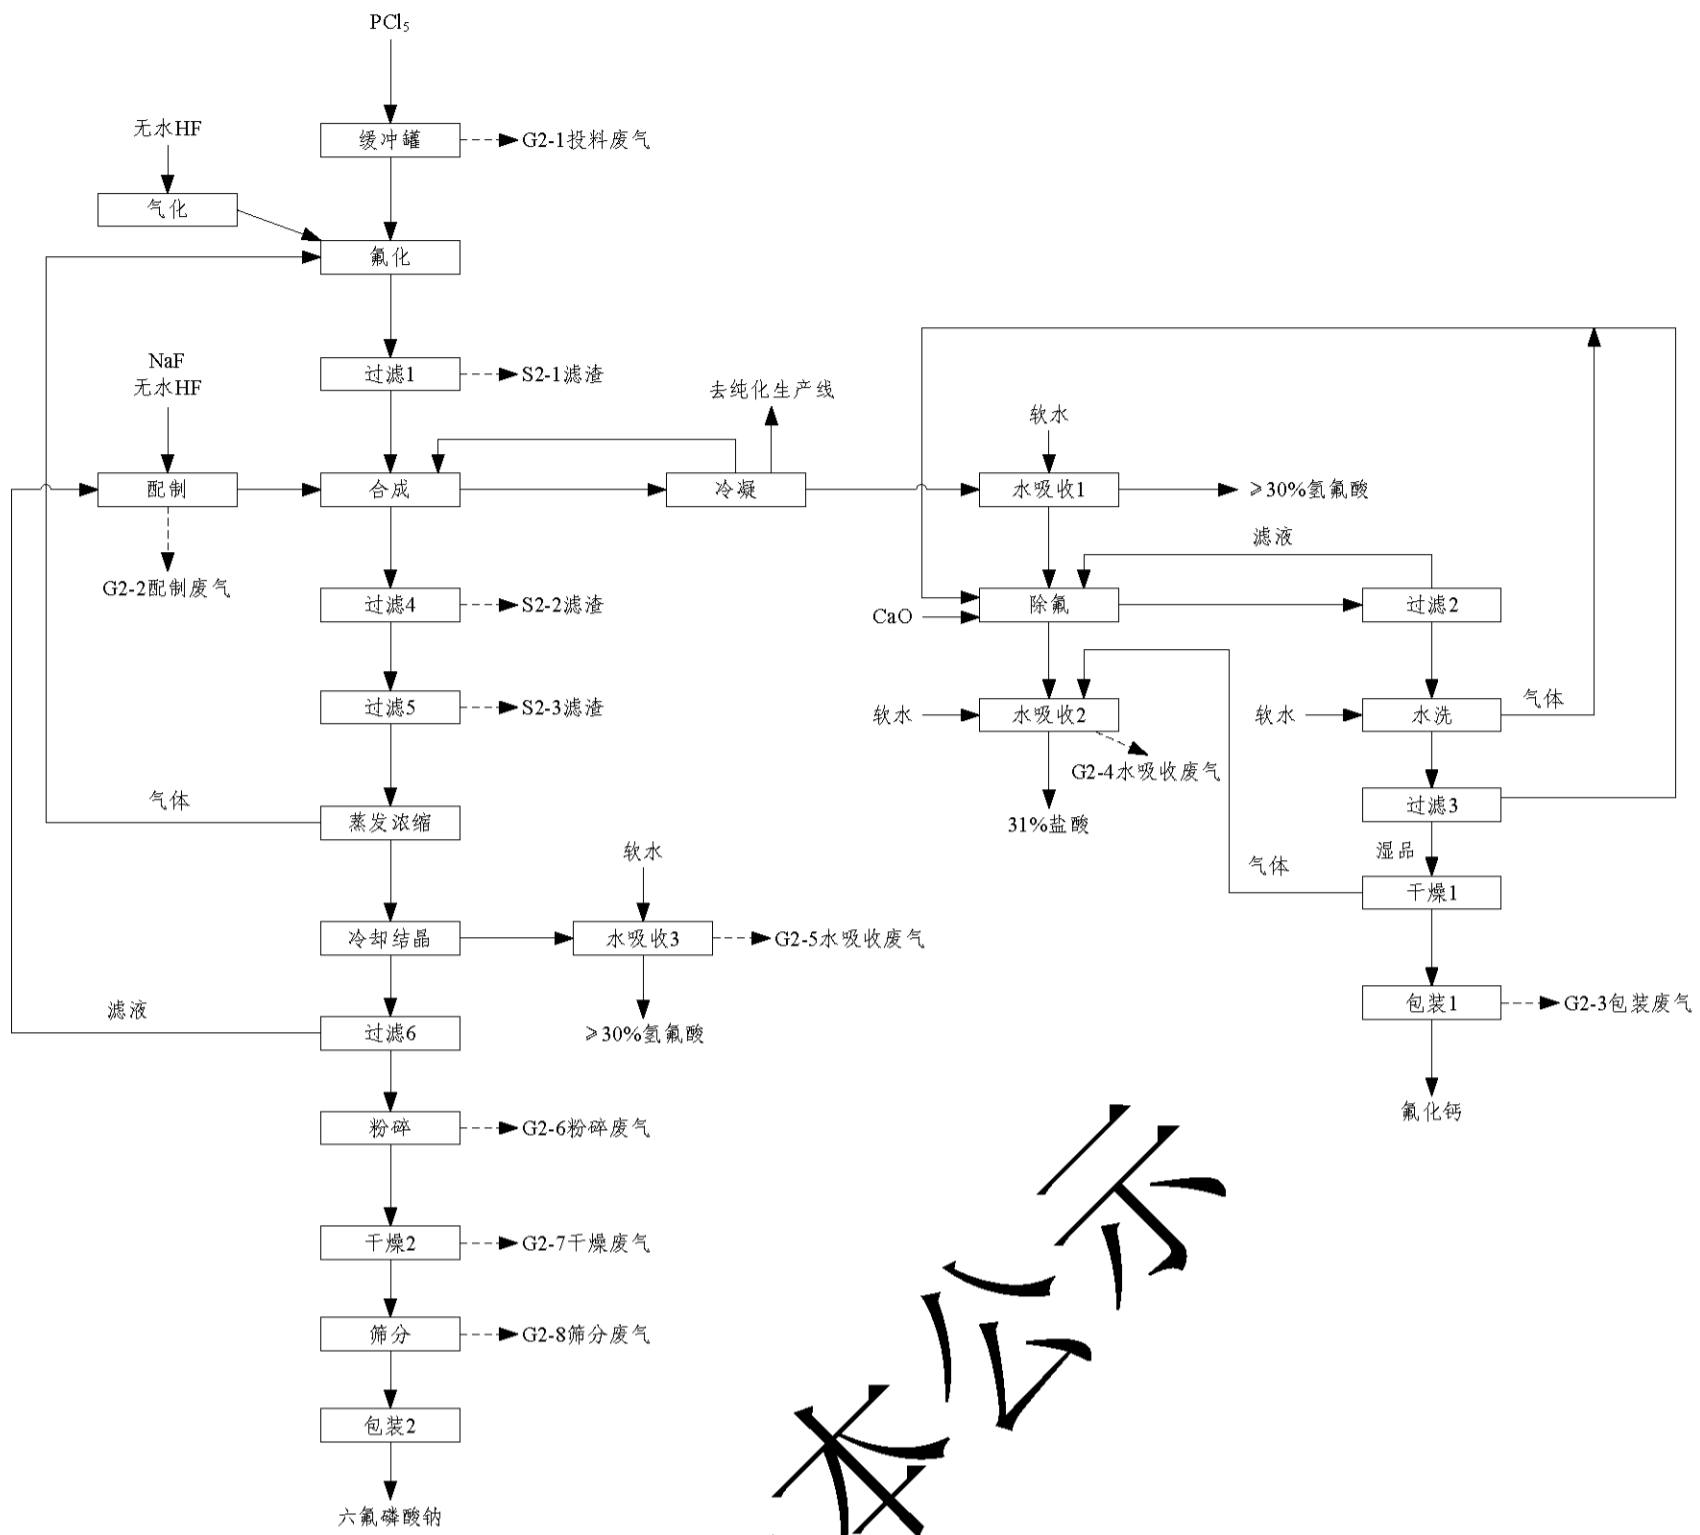 PCl₅
无水HF
缓冲罐
G2-1投料废气
气化
氟化
NaF
无水HF
过滤1
S2-1滤渣
去纯化生产线
软水
配制
合成
冷凝
水吸收1
≥30%氢氟酸
滤液
G2-2配制废气
过滤4
S2-2滤渣
除氟
CaO
过滤2
过滤5
S2-3滤渣
软水
水吸收2
软水
水洗
气体
G2-4水吸收废气
气体
蒸发浓缩
31%盐酸
过滤3
湿品
软水
气体
干燥1
冷却结晶
水吸收3
G2-5水吸收废气
滤液
过滤6
≥30%氢氟酸
包装1
G2-3包装废气
粉碎
G2-6粉碎废气
氟化钙
干燥2
G2-7干燥废气
筛分
G2-8筛分废气
包装2
六氟磷酸钠
公示